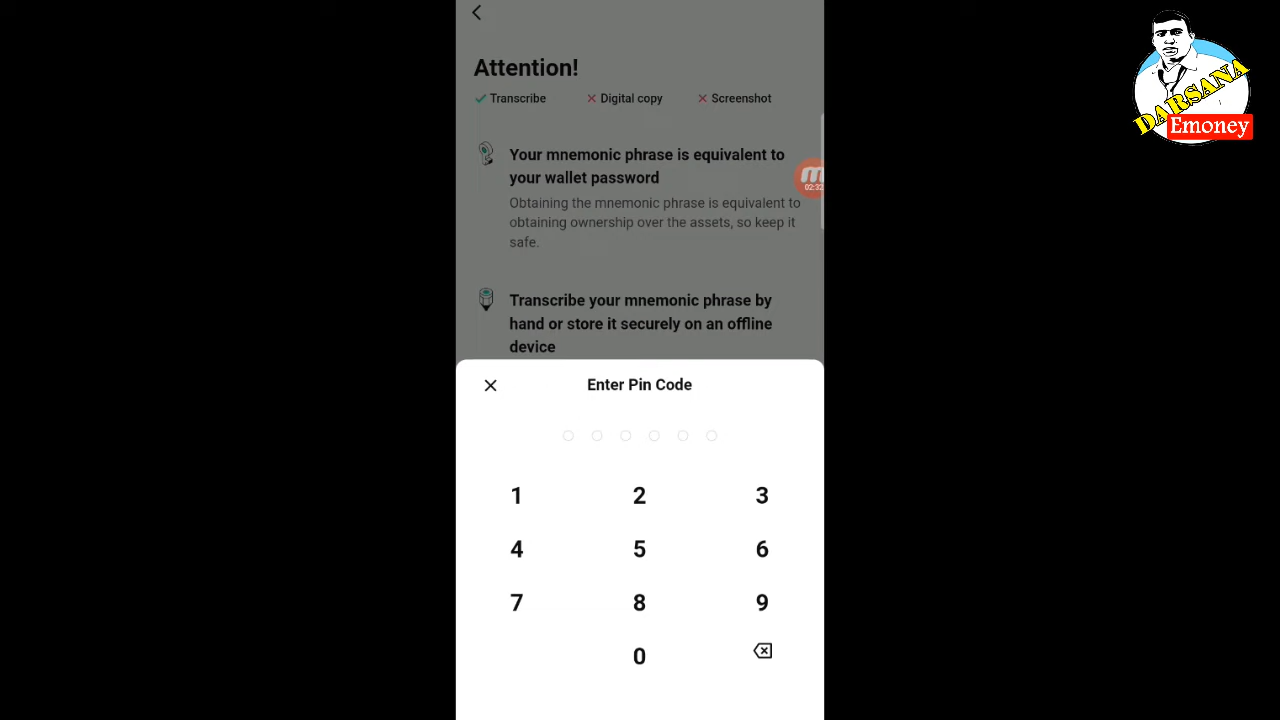 Attention!
Transcribe
Digital copy
Screenshot
Your mnemonic phrase is equivalent to
your wallet password
Obtaining the mnemonic phrase is equivalent to
obtaining ownership over the assets, so keep it
safe.
Transcribe your mnemonic phrase by
hand or store it securely on an offline
device
Enter Pin Code
1 2 3
4 5 6
7 8 9
0
02:32
DARSANA
Emoney